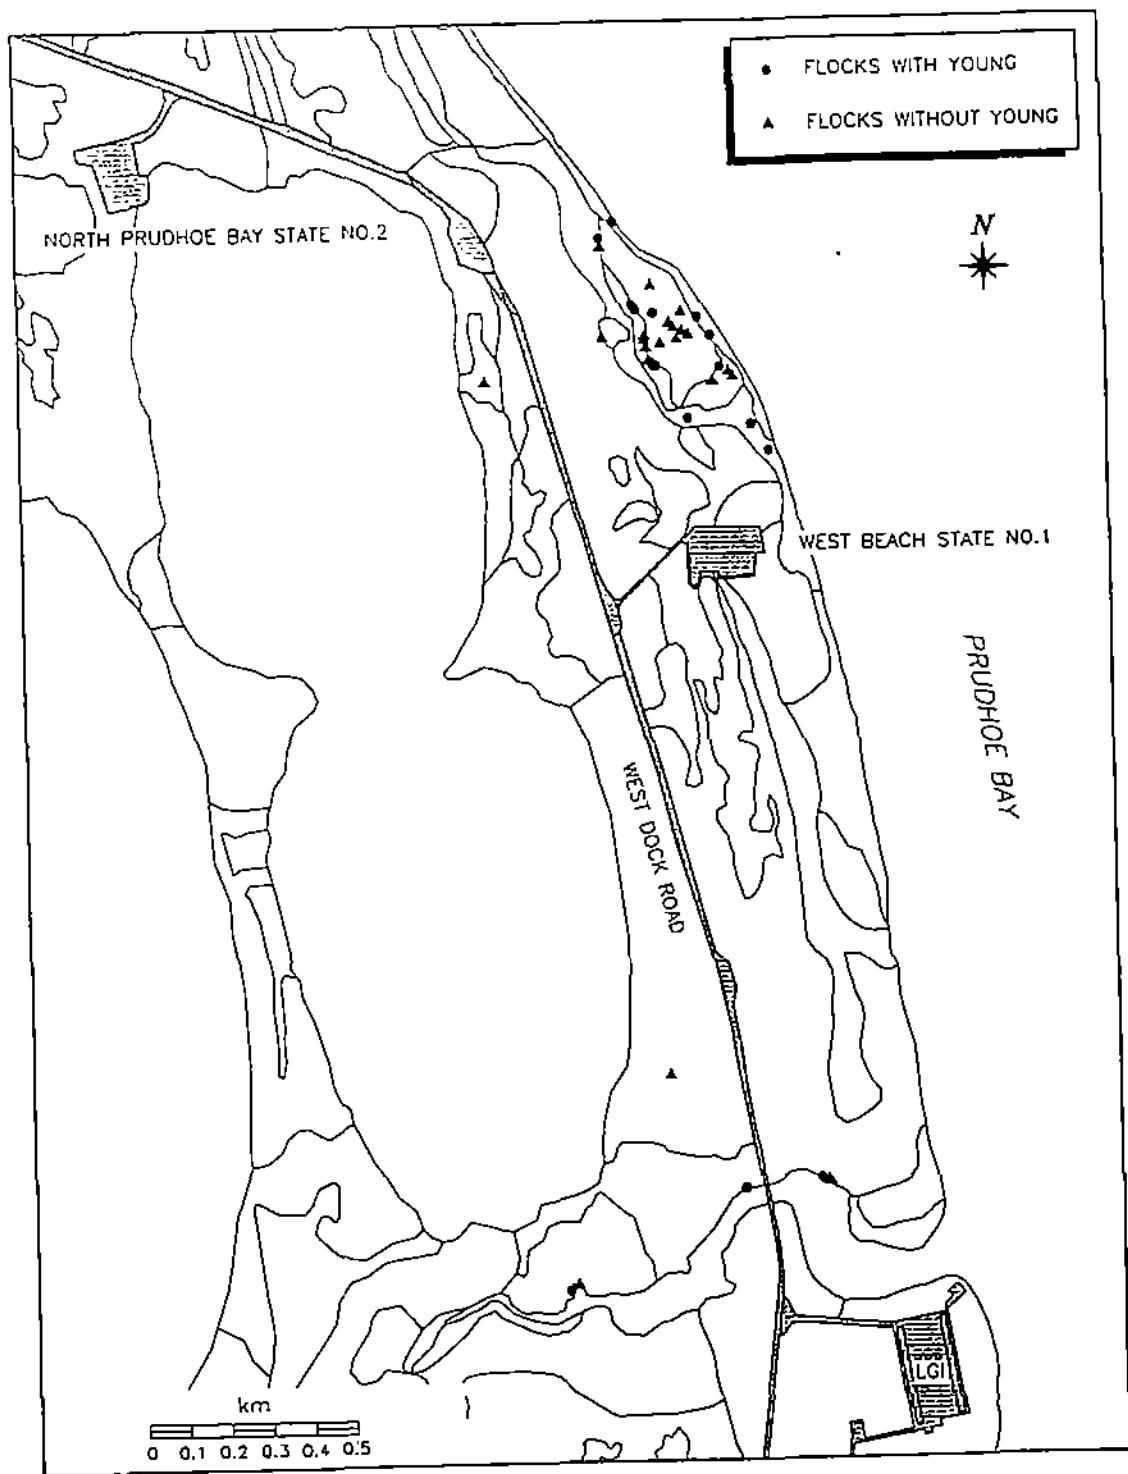 FLOCKS WITH YOUNG
FLOCKS WITHOUT YOUNG
N
NORTH PRUDHOE BAY STATE NO.2
WEST BEACH STATE NO.1
PRUDHOE BAY
WEST DOCK ROAD
LGI
km
0 0.1 0.2 0.3 0.4 0.5